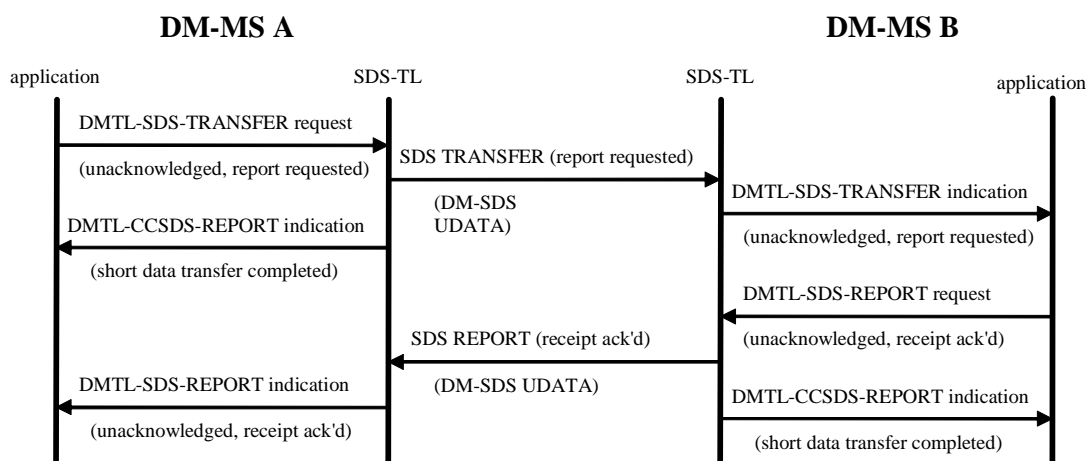 DM-MS A
DM-MS B
application
SDS-TL
SDS-TL
application
DMTL-SDS-TRANSFER request
(unacknowledged, report requested)
SDS TRANSFER (report requested)
(DM-SDS
UDATA)
DMTL-SDS-TRANSFER indication
(unacknowledged, report requested)
DMTL-CCSDS-REPORT indication
(short data transfer completed)
DMTL-SDS-REPORT request
(unacknowledged, receipt ack'd)
SDS REPORT (receipt ack'd)
(DM-SDS UDATA)
DMTL-SDS-REPORT indication
(unacknowledged, receipt ack'd)
DMTL-CCSDS-REPORT indication
(short data transfer completed)